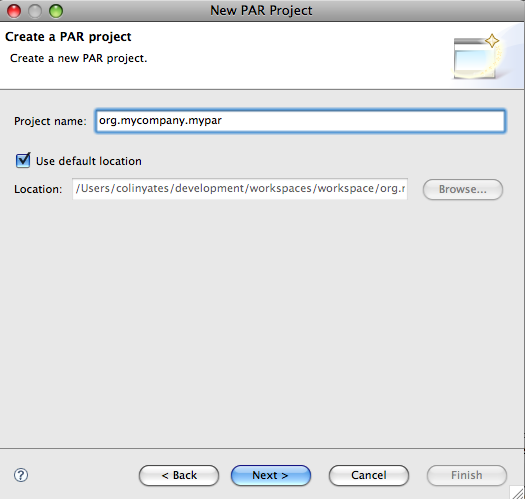 New PAR Project
Create a PAR project
Create a new PAR project.
Project name: org.mycompany.mypar
Use default location
Location: /Users/colinyates/development/workspaces/workspace/org.r Browse...
? < Back Next > Cancel Finish